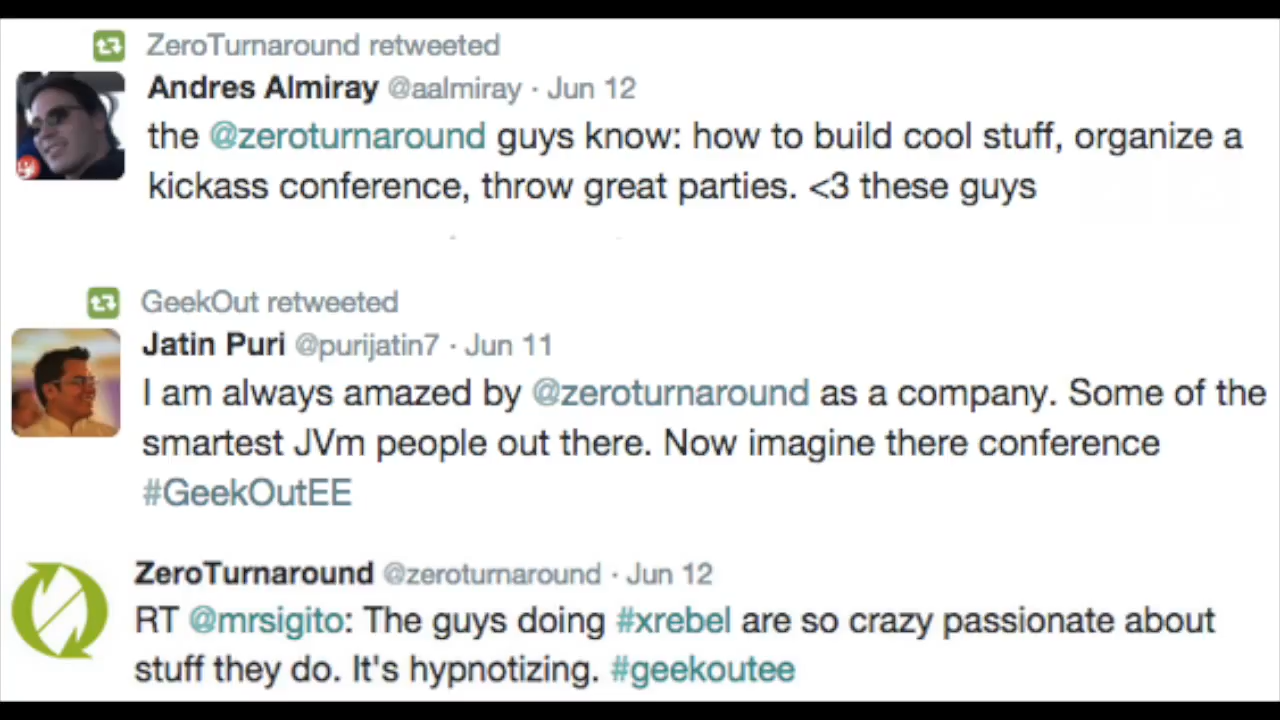 ZeroTurnaround retweeted
Andres Almiray @aalmiray · Jun 12
the @zeroturnaround guys know: how to build cool stuff, organize a
kickass conference, throw great parties. <3 these guys
GeekOut retweeted
Jatin Puri @purijatin7 · Jun 11
I am always amazed by @zeroturnaround as a company. Some of the
smartest JVm people out there. Now imagine there conference
#GeekOutEE
ZeroTurnaround @zeroturnaround · Jun 12
RT @mrsigito: The guys doing #xrebel are so crazy passionate about
stuff they do. It's hypnotizing. #geekoutee